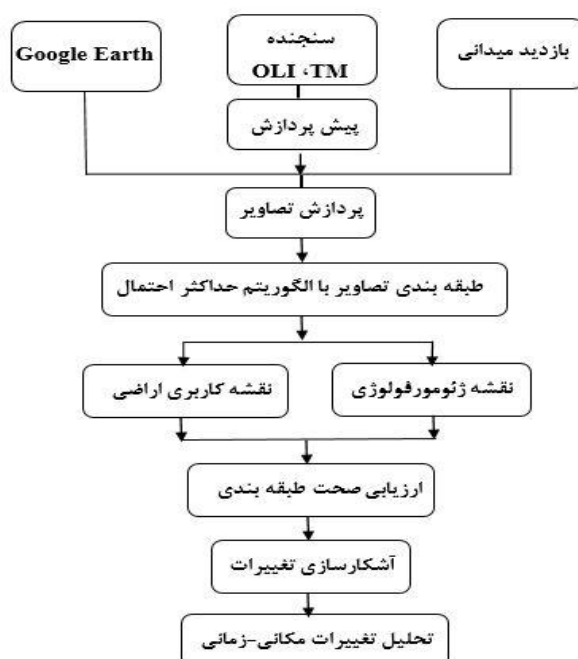 Google Earth
سنجنده
OLI ،TM
بازدید میدانی
پیش پردازش
پردازش تصاویر
طبقه بندی تصاویر با الگوریتم حداکثر احتمال
نقشه ژئومورفولوژی
نقشه کاربری اراضی
ارزیابی صحت طبقه بندی
آشکارسازی تغییرات
تحلیل تغییرات مکانی-زمانی